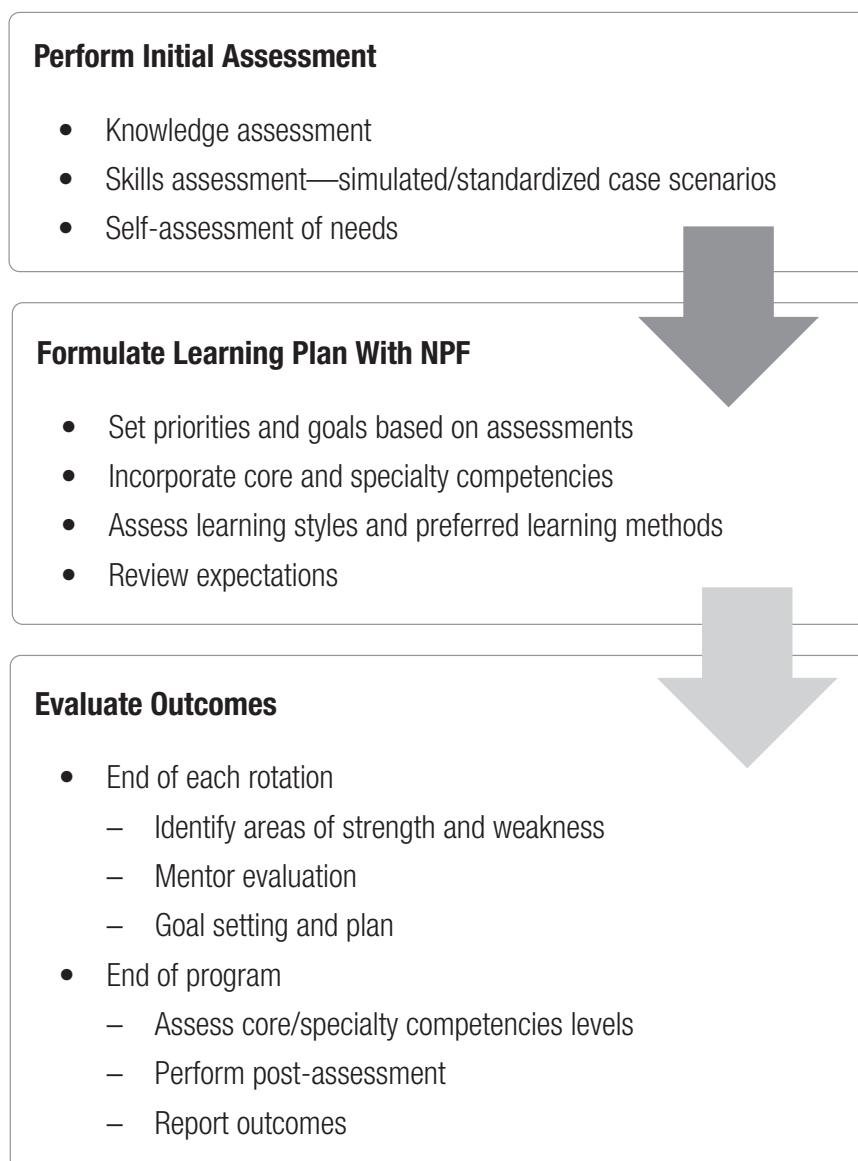 Perform Initial Assessment
• Knowledge assessment
• Skills assessment—simulated/standardized case scenarios
• Self-assessment of needs
Formulate Learning Plan With NPF
• Set priorities and goals based on assessments
• Incorporate core and specialty competencies
• Assess learning styles and preferred learning methods
• Review expectations
Evaluate Outcomes
• End of each rotation
– Identify areas of strength and weakness
– Mentor evaluation
– Goal setting and plan
• End of program
– Assess core/specialty competencies levels
– Perform post-assessment
– Report outcomes